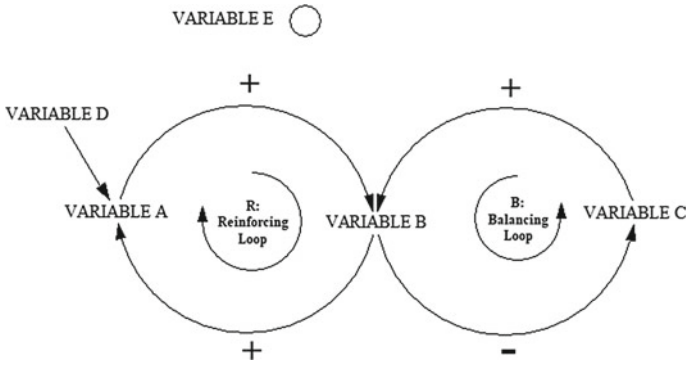 VARIABLE E
+
+
VARIABLE D
VARIABLE A
R:
Reinforcing
Loop
VARIABLE B
B:
Balancing
Loop
VARIABLE C
+
-